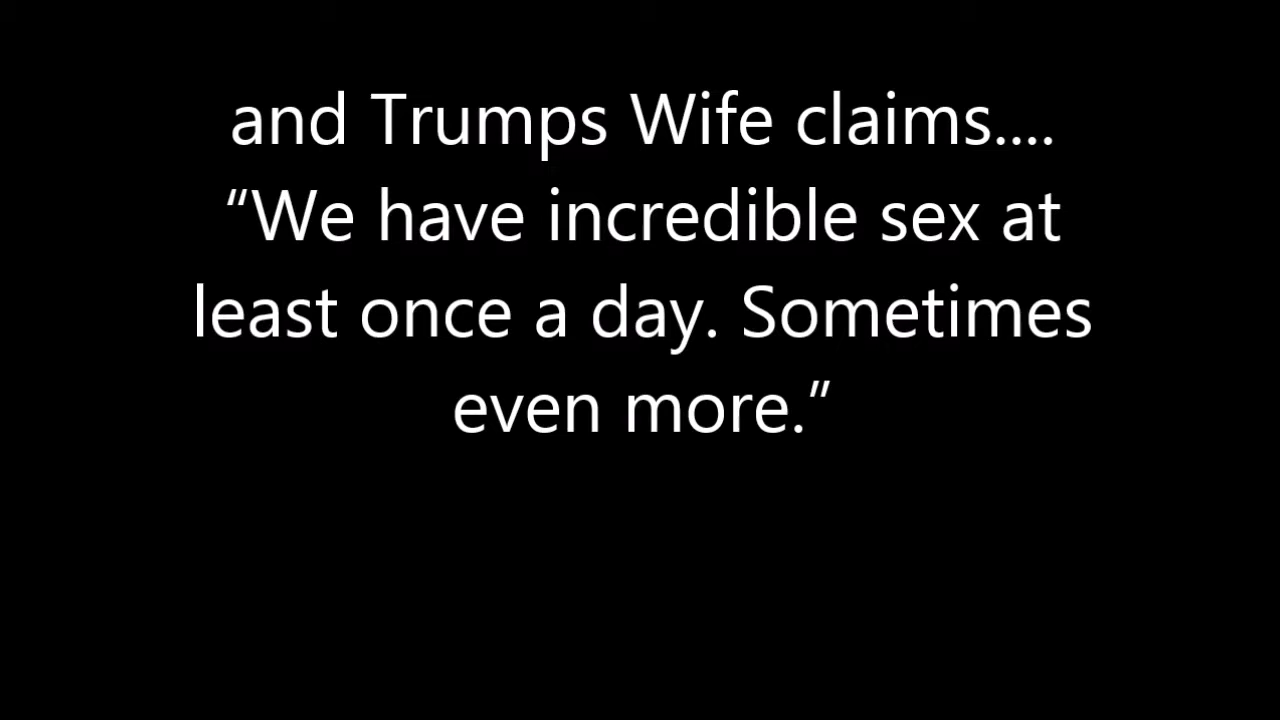 and Trumps Wife claims....
“We have incredible sex at
least once a day. Sometimes
even more.”